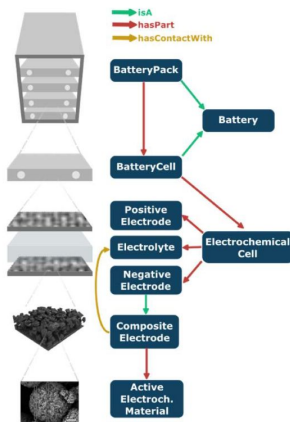 isA
hasPart
hasContactWith
BatteryPack
Battery
BatteryCell
Positive
Electrode
Electrolyte
Electrochemical
Cell
Negative
Electrode
Composite
Electrode
Active
Electroch.
Material